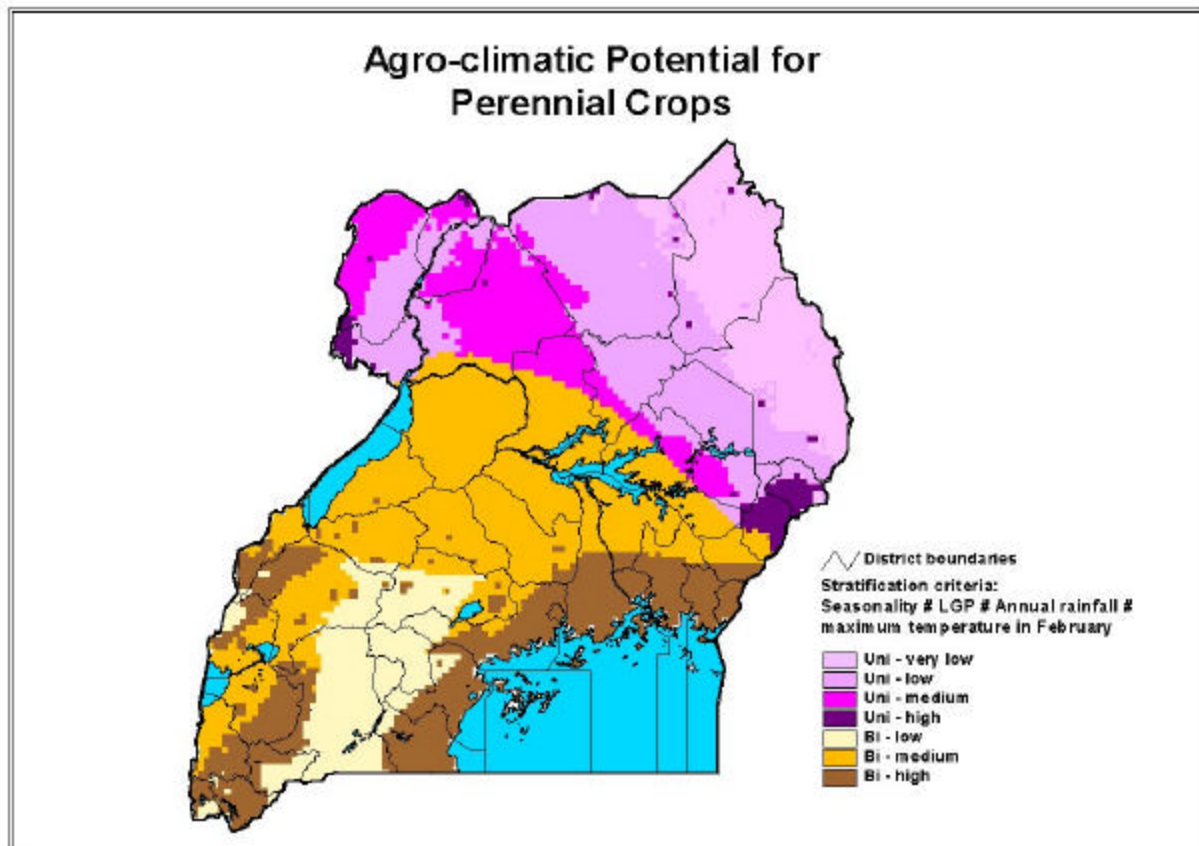 Agro-climatic Potential for
Perennial Crops
District boundaries
Stratification criteria:
Seasonality # LGP # Annual rainfall #
maximum temperature in February
Uni - very low
Uni - low
Uni - medium
Uni - high
Bi - low
Bi - medium
Bi - high